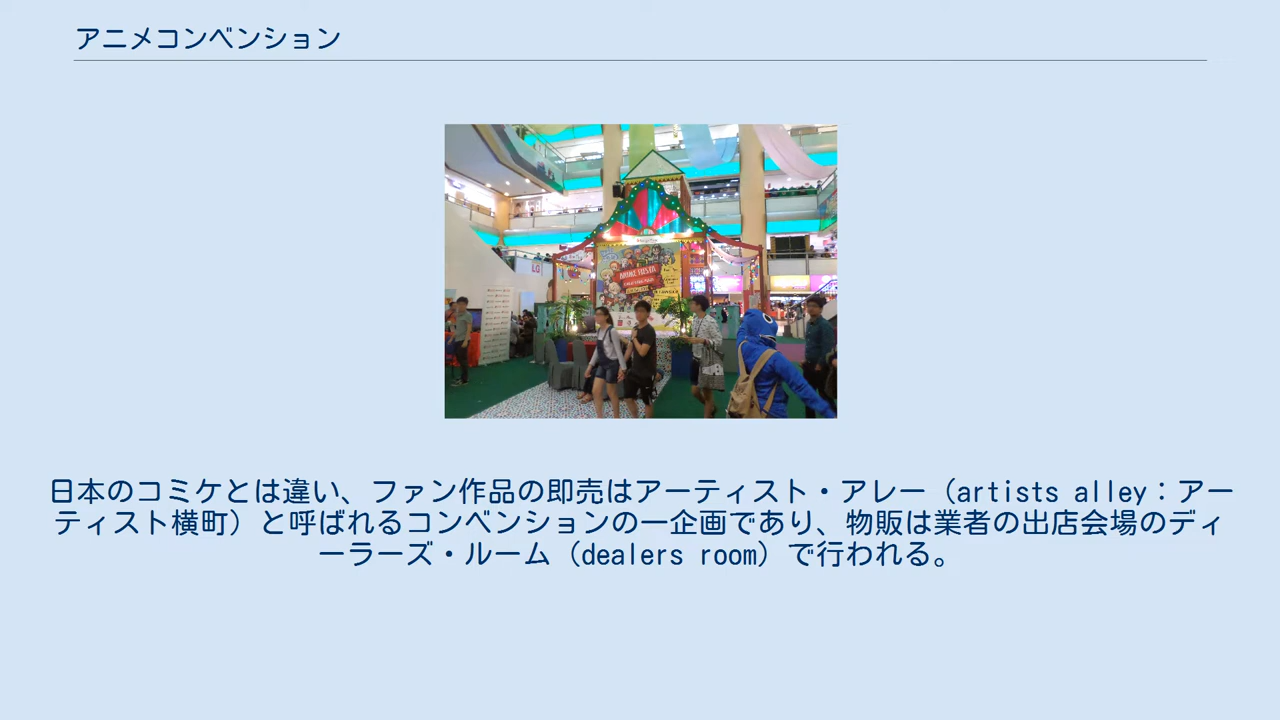 アニメコンベンション
LG
ANIME FIESTA
日本のコミケとは違い、ファン作品の即売はアーティスト・アレー（artists alley：アー
ティスト横町）と呼ばれるコンベンションの一企画であり、物販は業者の出店会場のディ
ーラーズ・ルーム（dealers room）で行われる。